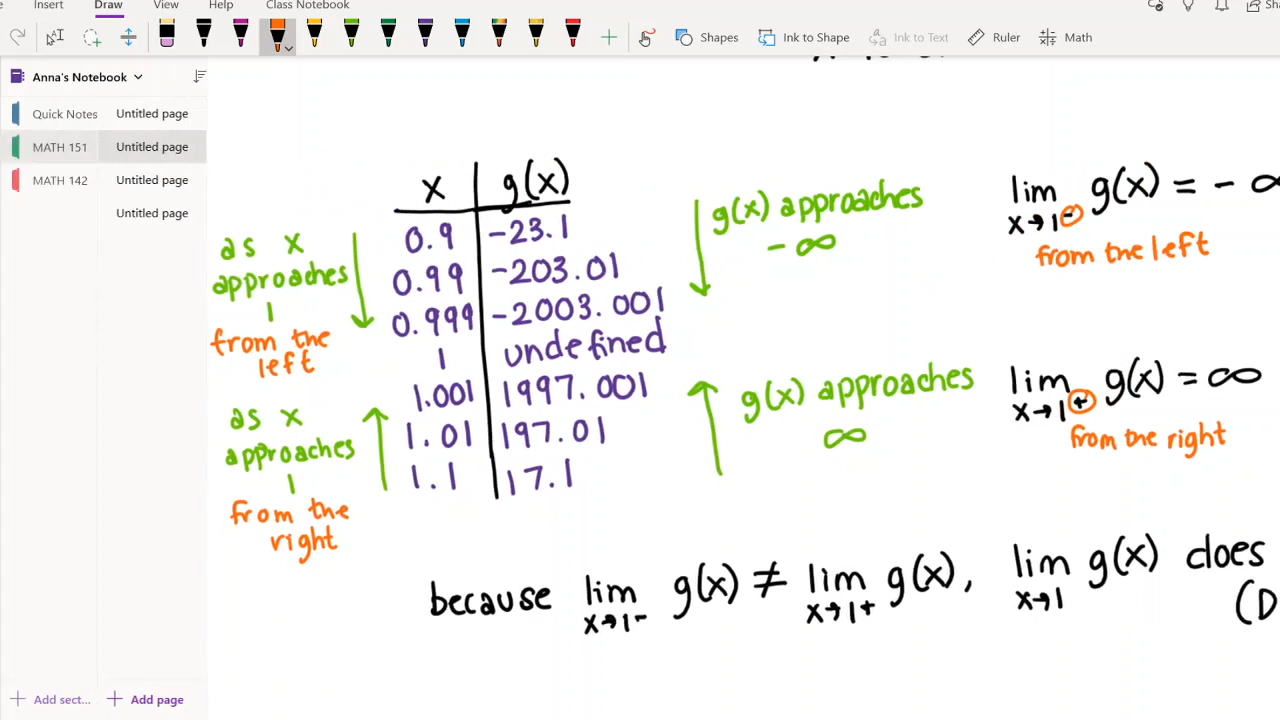 Insert Draw View Help Class Notebook
Shapes Ink to Shape Ink to Text Ruler Math
Anna's Notebook
Quick Notes Untitled page
MATH 151 Untitled page
MATH 142 Untitled page
Untitled page
x g(x)
0.9 -23.1
0.99 -203.01
0.999 -2003.001
1 undefined
1.001 1997.001
1.01 197.01
1.1 17.1
as x
approaches
1
from the
left
as x
approaches
1
from the
right
g(x) approaches
-∞
g(x) approaches
∞
lim g(x) = -∞
x→1-
from the left
lim g(x) = ∞
x→1+
from the right
because lim g(x) ≠ lim g(x), lim g(x) does
x→1- x→1+ x→1
(D
Add sect... Add page